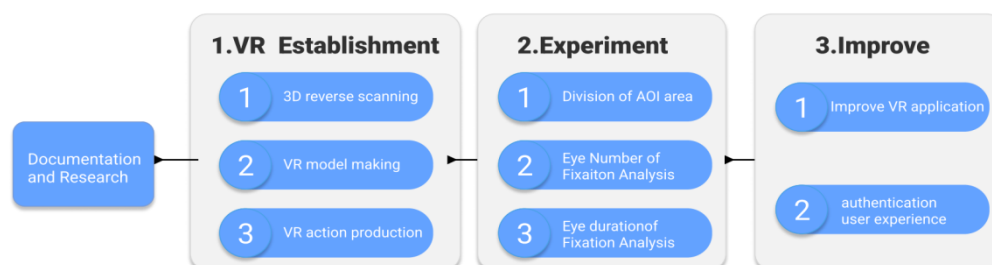 Documentation
and Research
1.VR Establishment
1
3D reverse scanning
2
VR model making
3
VR action production
2.Experiment
1
Division of AOI area
2
Eye Number of
Fixaiton Analysis
3
Eye durationof
Fixation Analysis
3.Improve
1
Improve VR application
2
authentication
user experience